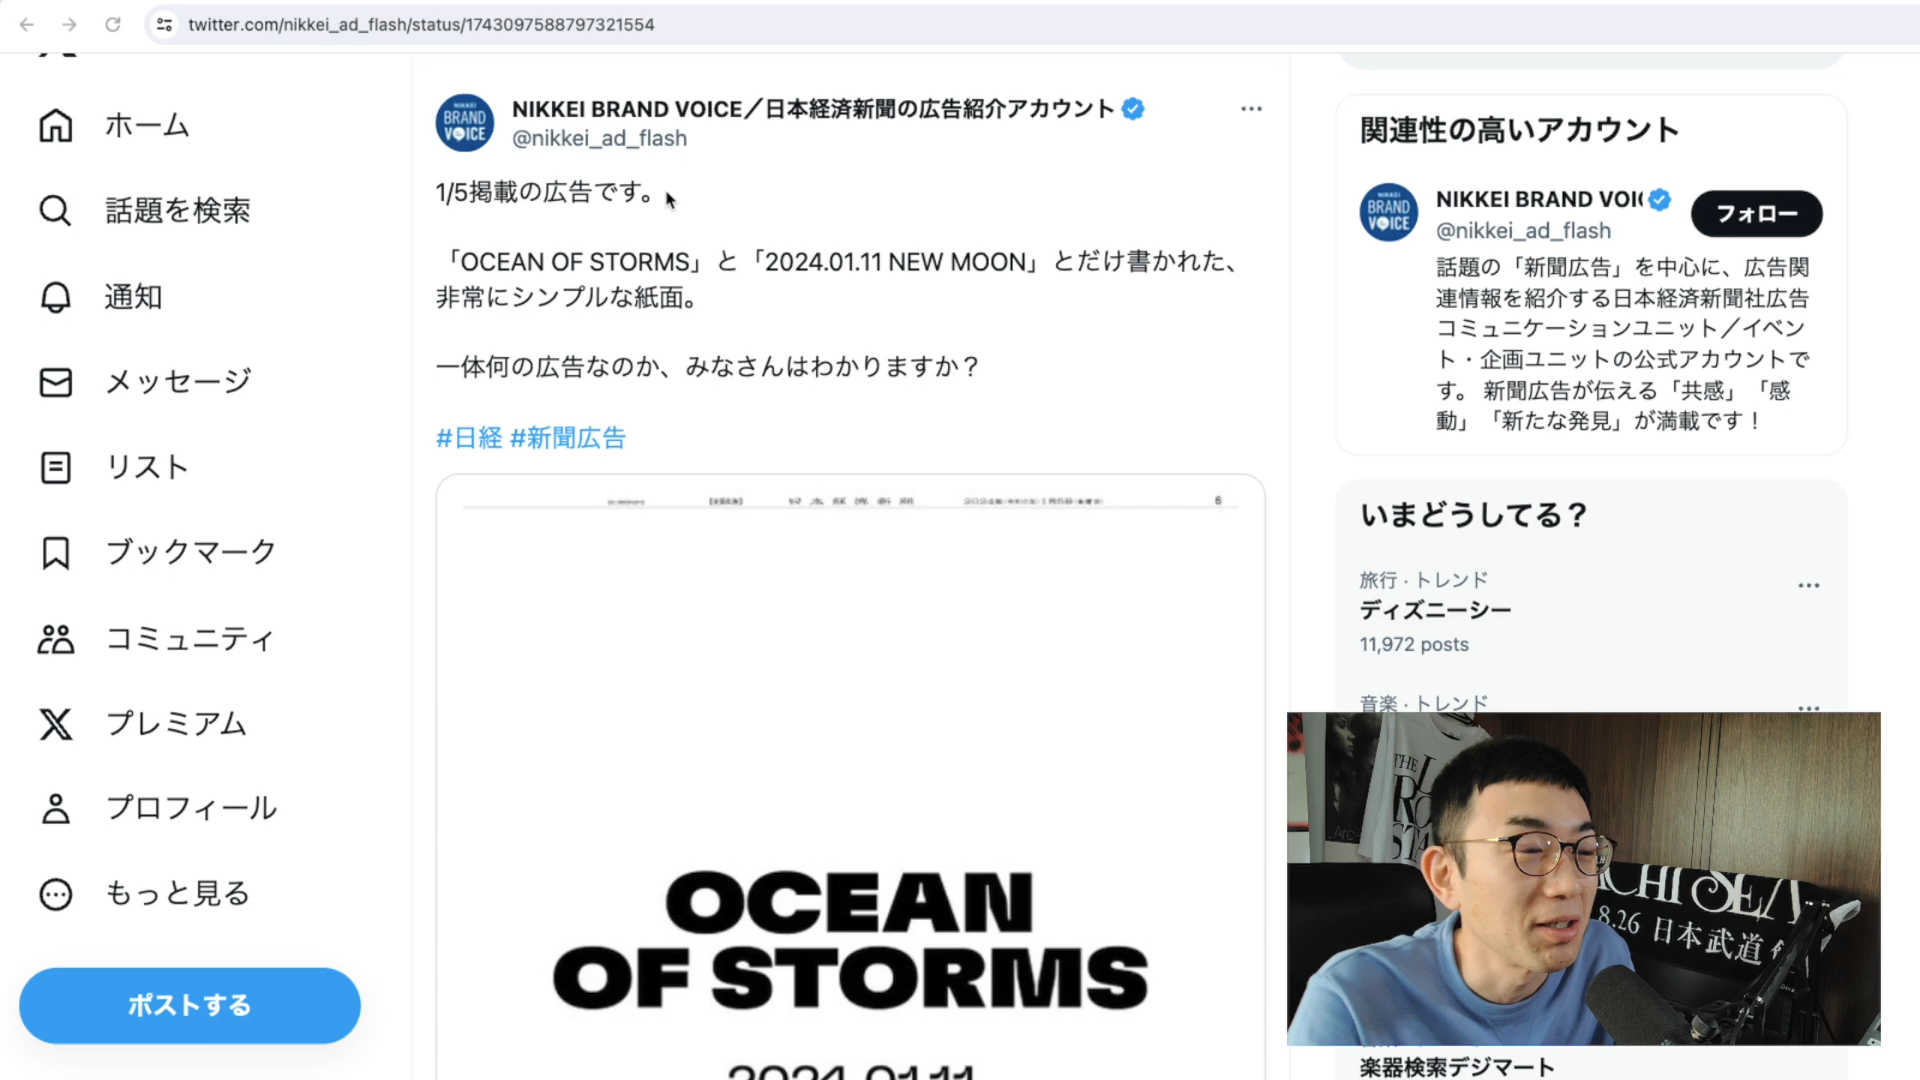 twitter.com/nikkei_ad_flash/status/1743097588797321554
ホーム
話題を検索
通知
メッセージ
リスト
ブックマーク
コミュニティ
プレミアム
プロフィール
もっと見る
ポストする
NIKKEI BRAND VOICE
NIKKEI BRAND VOICE／日本経済新聞の広告紹介アカウント
@nikkei_ad_flash
1/5掲載の広告です。
「OCEAN OF STORMS」と「2024.01.11 NEW MOON」とだけ書かれた、
非常にシンプルな紙面。
一体何の広告なのか、みなさんはわかりますか？
#日経 #新聞広告
6
OCEAN
OF STORMS
2024.01.11
関連性の高いアカウント
NIKKEI BRAND VOICE
NIKKEI BRAND VOI
@nikkei_ad_flash
フォロー
話題の「新聞広告」を中心に、広告関
連情報を紹介する日本経済新聞社広告
コミュニケーションユニット／イベン
ト・企画ユニットの公式アカウントで
す。 新聞広告が伝える「共感」「感
動」「新たな発見」が満載です！
いまどうしてる？
旅行 · トレンド
ディズニーシー
11,972 posts
音楽 · トレンド
THE
8.26 日本武道
楽器検索デジマート